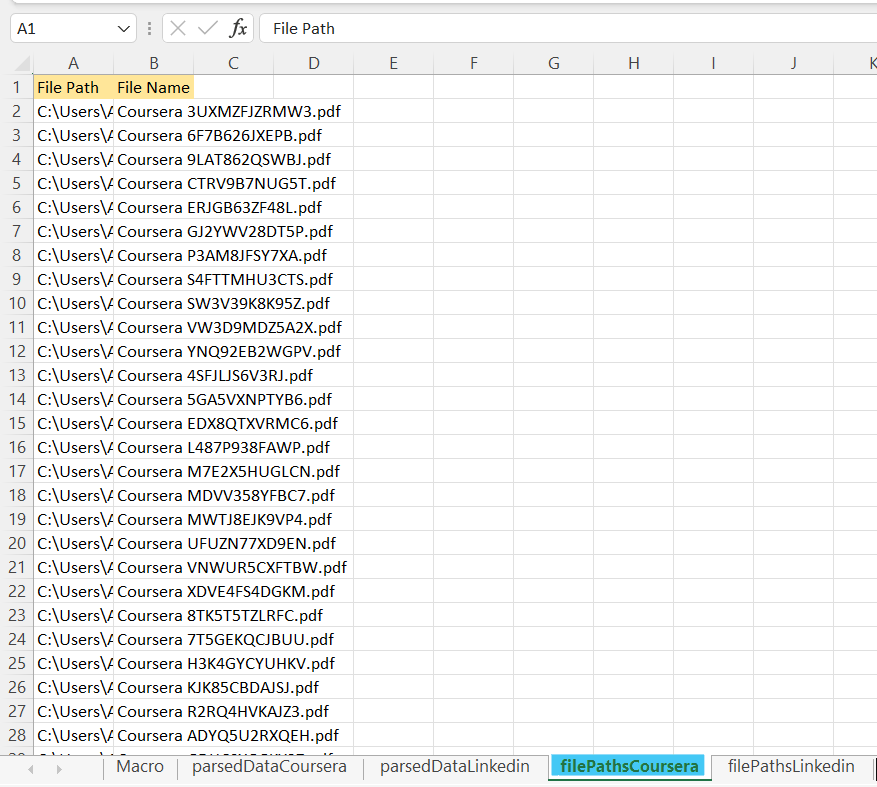 A1 fx File Path
A B C D E F G H I J K
1 File Path File Name
2 C:\Users\A Coursera 3UXMZFJZRMW3.pdf
3 C:\Users\A Coursera 6F7B626JXEPB.pdf
4 C:\Users\A Coursera 9LAT862QSWBJ.pdf
5 C:\Users\A Coursera CTRV9B7NUG5T.pdf
6 C:\Users\A Coursera ERJGB63ZF48L.pdf
7 C:\Users\A Coursera GJ2YWV28DT5P.pdf
8 C:\Users\A Coursera P3AM8JFSY7XA.pdf
9 C:\Users\A Coursera S4FTTMHU3CTS.pdf
10 C:\Users\A Coursera SW3V39K8K95Z.pdf
11 C:\Users\A Coursera VW3D9MDZ5A2X.pdf
12 C:\Users\A Coursera YNQ92EB2WGPV.pdf
13 C:\Users\A Coursera 4SFJLJS6V3RJ.pdf
14 C:\Users\A Coursera 5GA5VXNPTYB6.pdf
15 C:\Users\A Coursera EDX8QTXVRMC6.pdf
16 C:\Users\A Coursera L487P938FAWP.pdf
17 C:\Users\A Coursera M7E2X5HUGLCN.pdf
18 C:\Users\A Coursera MDVV358YFBC7.pdf
19 C:\Users\A Coursera MWTJ8EJK9VP4.pdf
20 C:\Users\A Coursera UFUZN77XD9EN.pdf
21 C:\Users\A Coursera VNWUR5CXFTBW.pdf
22 C:\Users\A Coursera XDVE4FS4DGKM.pdf
23 C:\Users\A Coursera 8TK5T5TZLRFC.pdf
24 C:\Users\A Coursera 7T5GEKQCJBUU.pdf
25 C:\Users\A Coursera H3K4GYCYUHKV.pdf
26 C:\Users\A Coursera KJK85CBDAJSJ.pdf
27 C:\Users\A Coursera R2RQ4HVKAJZ3.pdf
28 C:\Users\A Coursera ADYQ5U2RXQEH.pdf
Macro parsedDataCoursera parsedDataLinkedin filePathsCoursera filePathsLinkedin